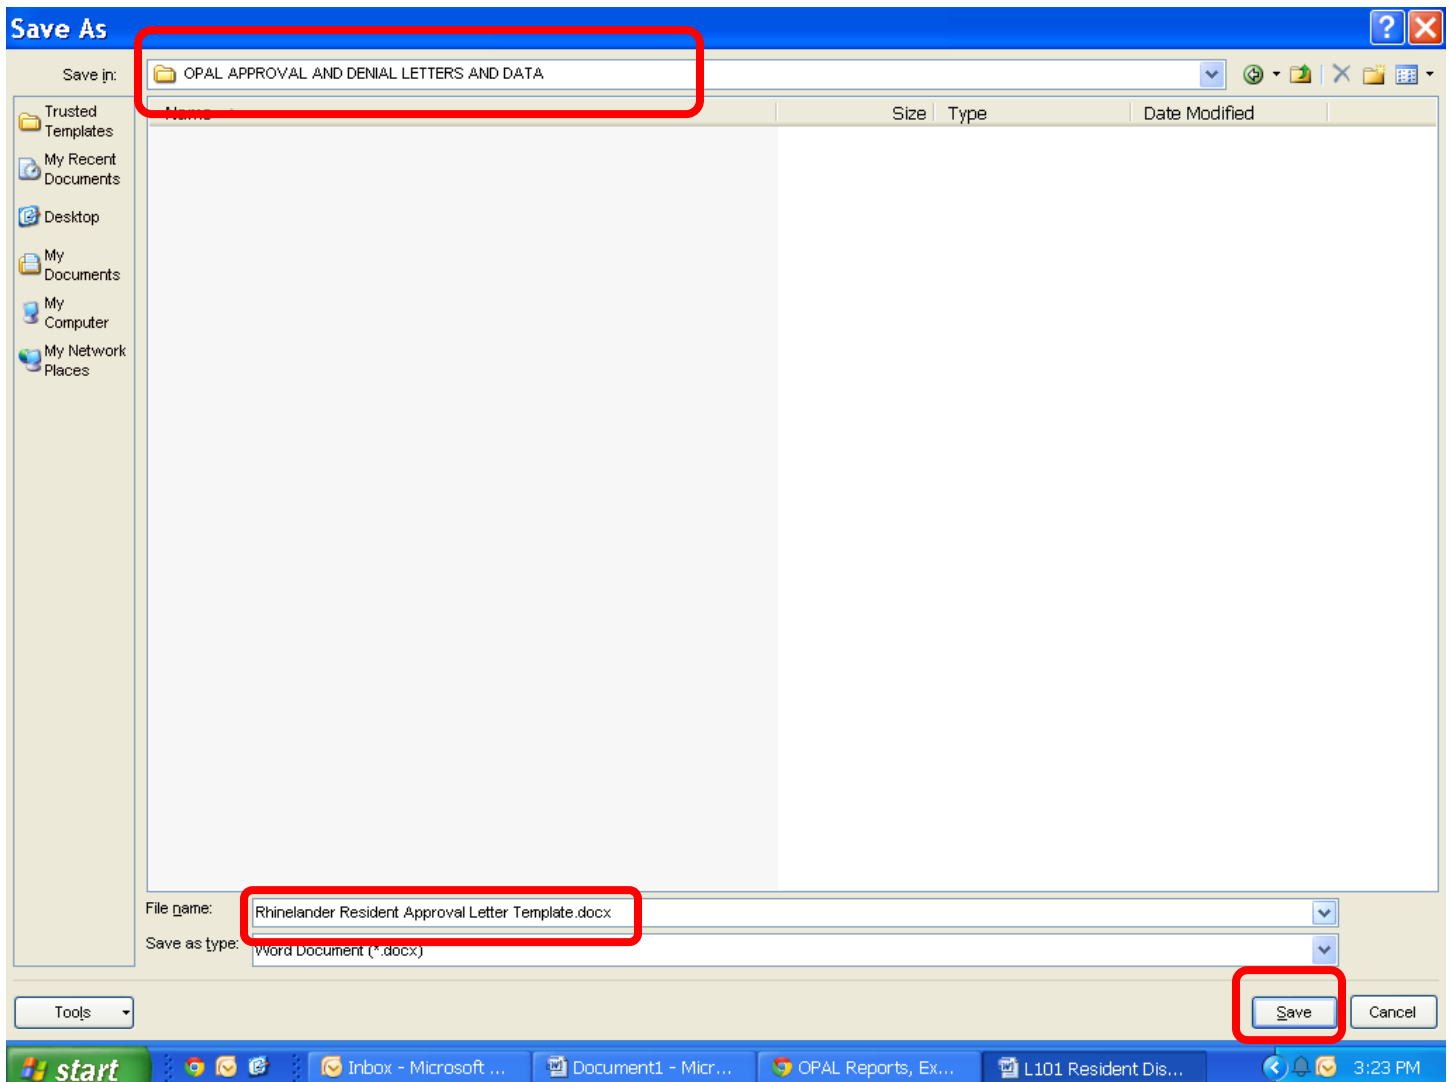 Save As
Save in:
OPAL APPROVAL AND DENIAL LETTERS AND DATA
Name
Size
Type
Date Modified
Trusted
Templates
My Recent
Documents
Desktop
My
Documents
My
Computer
My Network
Places
File name:
Rhinelander Resident Approval Letter Template.docx
Save as type:
Word Document (*.docx)
Tools
Save
Cancel
start
Inbox - Microsoft ...
Document1 - Micr...
OPAL Reports, Ex...
L101 Resident Dis...
3:23 PM